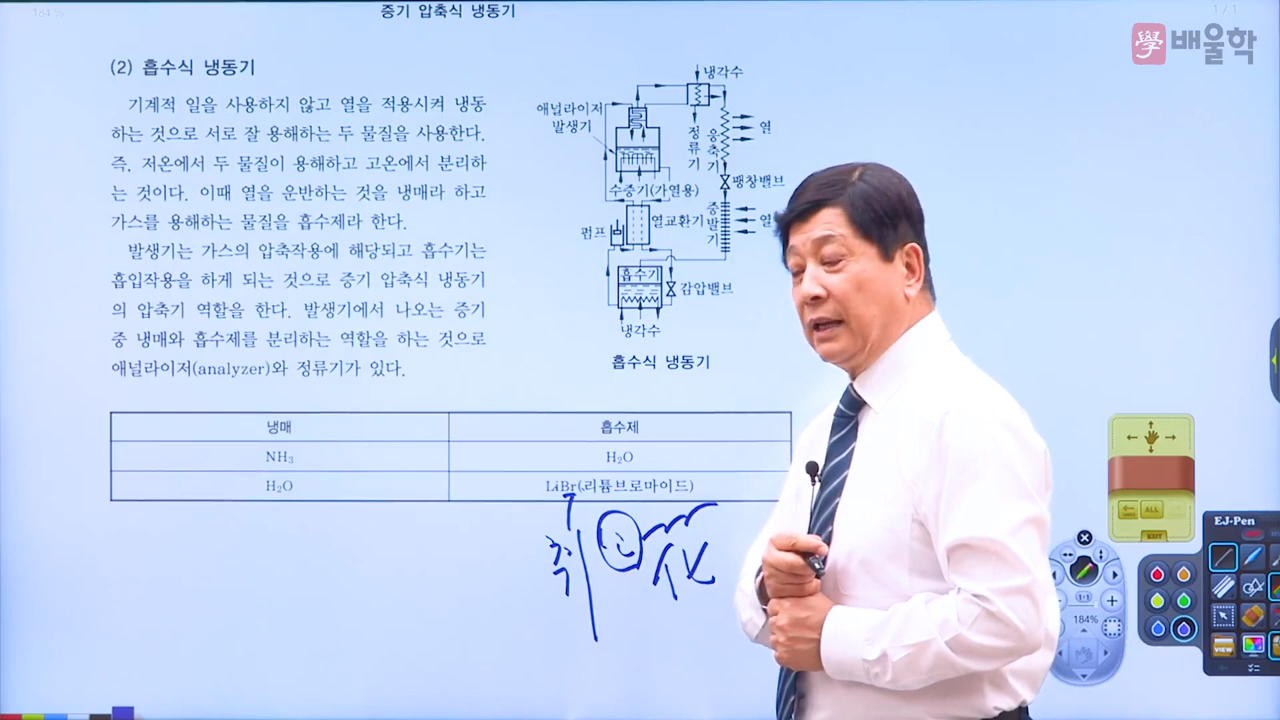 184 %
증기 압축식 냉동기
1 / 1
學 배울학
(2) 흡수식 냉동기
기계적 일을 사용하지 않고 열을 적용시켜 냉동
하는 것으로 서로 잘 용해하는 두 물질을 사용한다.
즉, 저온에서 두 물질이 용해하고 고온에서 분리하
는 것이다. 이때 열을 운반하는 것을 냉매라 하고
가스를 용해하는 물질을 흡수제라 한다.
발생기는 가스의 압축작용에 해당되고 흡수기는
흡입작용을 하게 되는 것으로 증기 압축식 냉동기
의 압축기 역할을 한다. 발생기에서 나오는 증기
중 냉매와 흡수제를 분리하는 역할을 하는 것으로
애널라이저(analyzer)와 정류기가 있다.
냉각수
애널라이저
발생기
정류기
응축기
열
팽창밸브
수증기(가열용)
증발기
열
열교환기
펌프
흡수기
감압밸브
냉각수
흡수식 냉동기
냉매
흡수제
NH₃
H₂O
H₂O
LiBr(리튬브로마이드)
취
화
EJ-Pen
ALL
EXIT
1:1
184%
VIEW